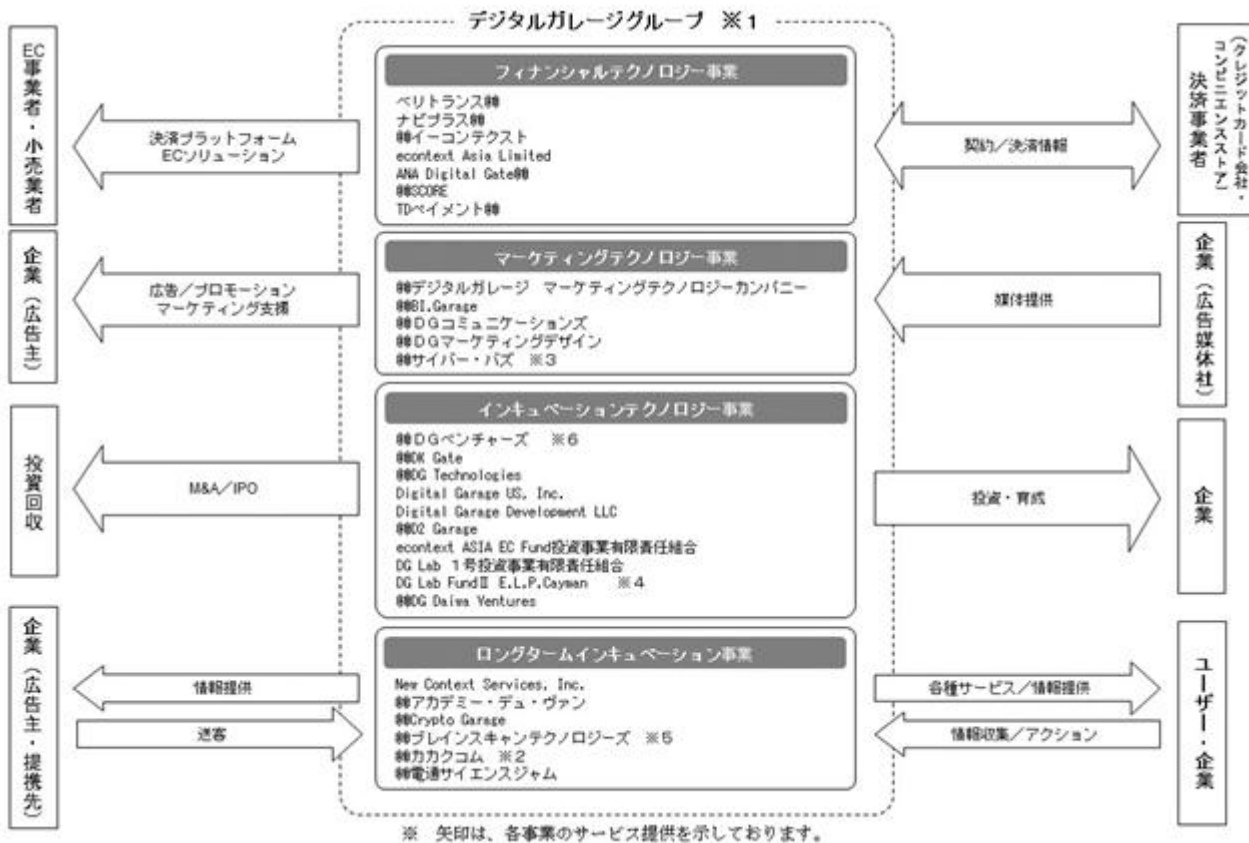 デジタルガレージグループ ※1
EC事業者・小売業者
決済プラットフォーム
ECソリューション
フィナンシャルテクノロジー事業
ベリトランス㈱
ナビプラス㈱
㈱イーコンテクスト
econtext Asia Limited
ANA Digital Gate㈱
㈱SCORE
TDペイメント㈱
契約/決済情報
決済事業者
(クレジットカード会社・
コンビニエンスストア)
企業(広告主)
広告/プロモーション
マーケティング支援
マーケティングテクノロジー事業
㈱デジタルガレージ マーケティングテクノロジーカンパニー
㈱BI.Garage
㈱DGコミュニケーションズ
㈱DGマーケティングデザイン
㈱サイバー・バズ ※3
媒体提供
企業(広告媒体社)
投資回収
M&A/IPO
インキュベーションテクノロジー事業
㈱DGベンチャーズ ※6
㈱DK Gate
㈱DG Technologies
Digital Garage US, Inc.
Digital Garage Development LLC
㈱D2 Garage
econtext ASIA EC Fund投資事業有限責任組合
DG Lab 1号投資事業有限責任組合
DG Lab FundⅡ E.L.P.Cayman ※4
㈱DG Daiwa Ventures
投資・育成
企業
企業(広告主・提携先)
情報提供
送客
ロングタームインキュベーション事業
New Context Services, Inc.
㈱アカデミー・デュ・ヴァン
㈱Crypto Garage
㈱ブレインスキャンテクノロジーズ ※5
㈱カカクコム ※2
㈱電通サイエンスジャム
各種サービス/情報提供
情報収集/アクション
ユーザー・企業
※ 矢印は、各事業のサービス提供を示しております。